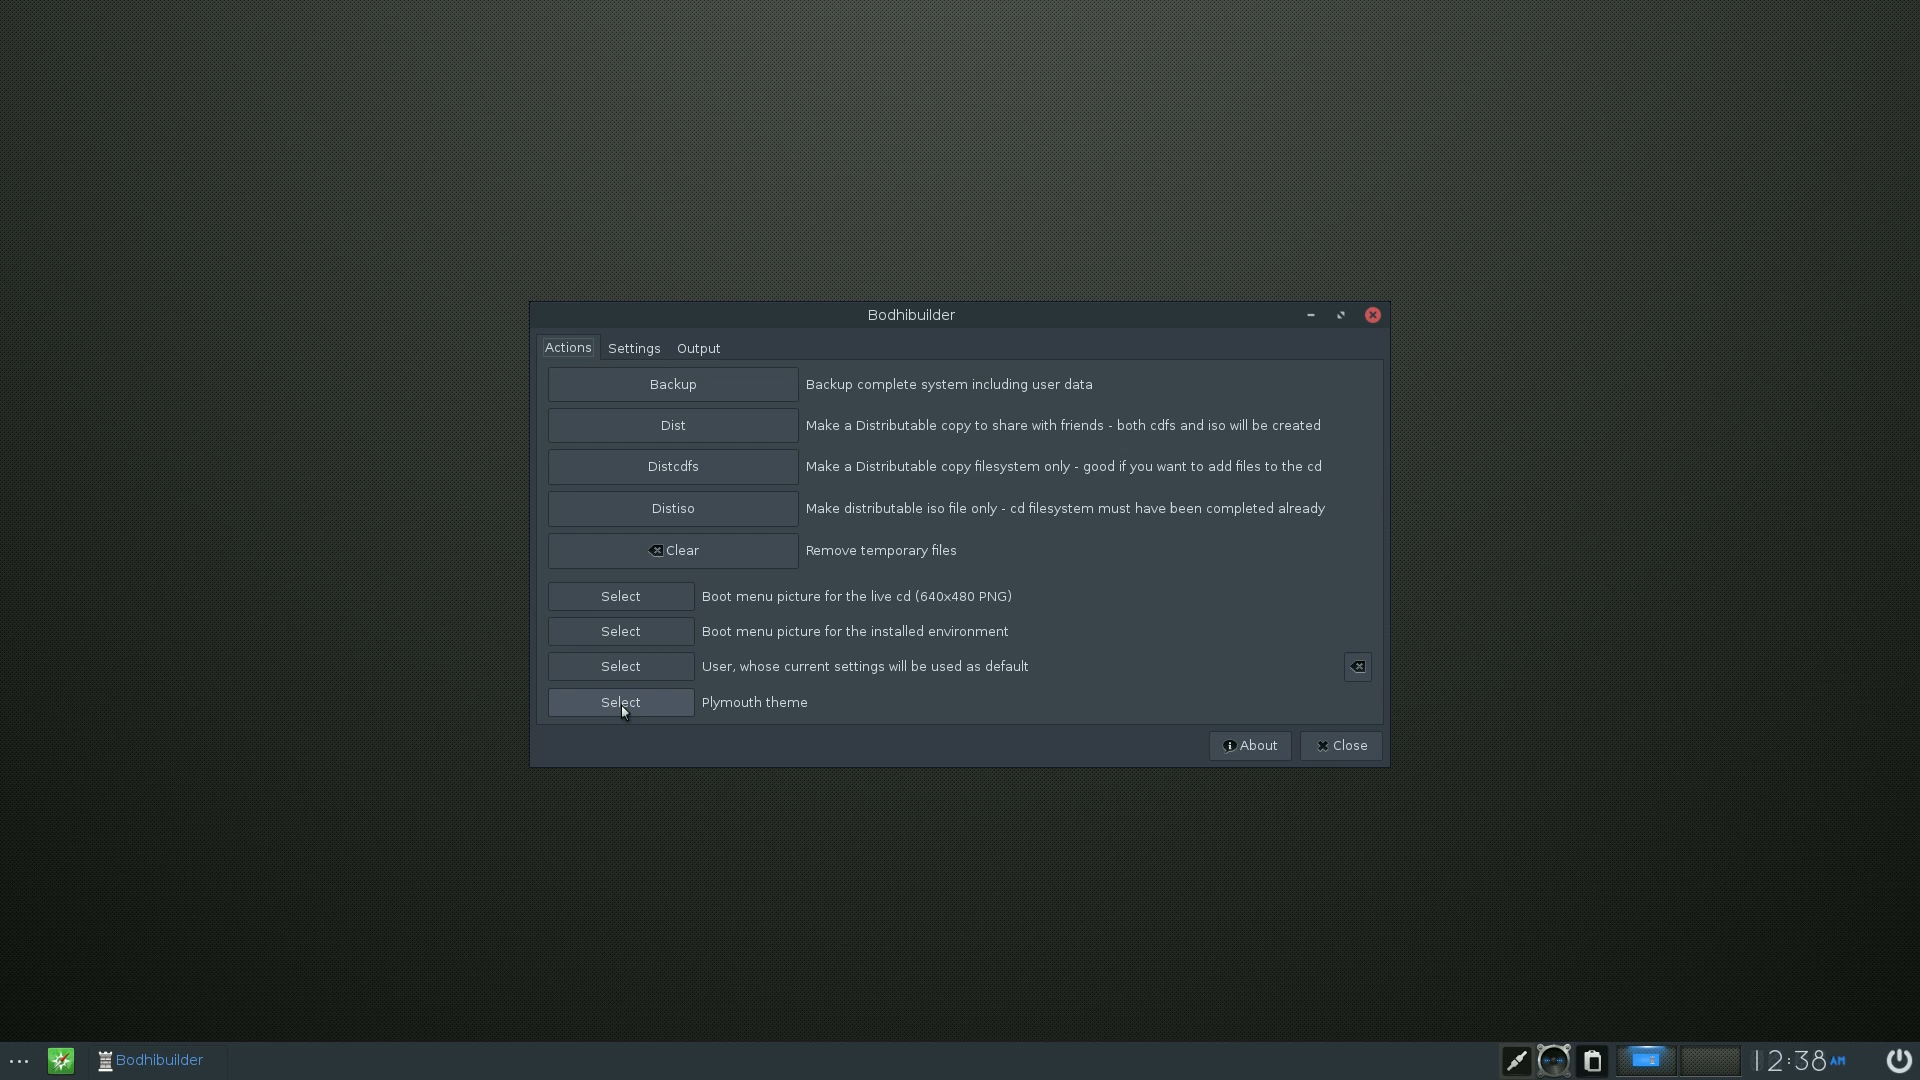 Bodhibuilder
Actions Settings Output
Backup Backup complete system including user data
Dist Make a Distributable copy to share with friends - both cdfs and iso will be created
Distcdfs Make a Distributable copy filesystem only - good if you want to add files to the cd
Distiso Make distributable iso file only - cd filesystem must have been completed already
Clear Remove temporary files
Select Boot menu picture for the live cd (640x480 PNG)
Select Boot menu picture for the installed environment
Select User, whose current settings will be used as default
Select Plymouth theme
About Close
Bodhibuilder 12:38 AM